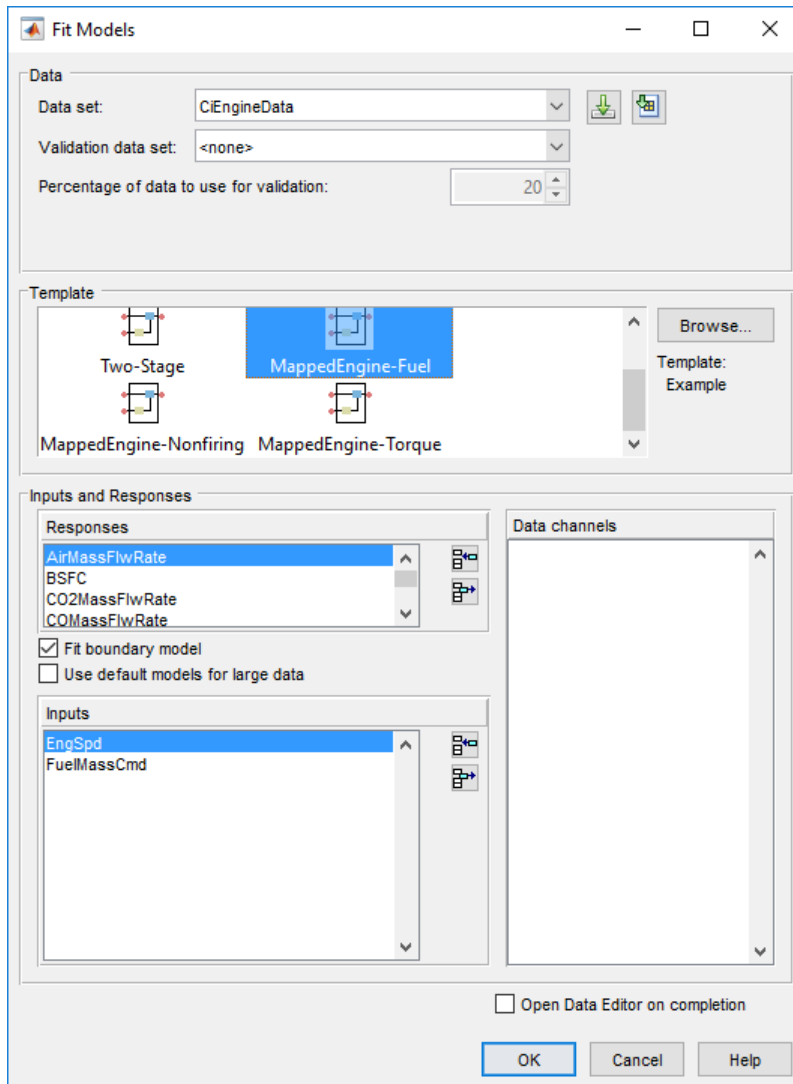 Fit Models
Data
Data set:
CiEngineData
Validation data set:
<none>
Percentage of data to use for validation:
20
Template
Browse...
Two-Stage
MappedEngine-Fuel
Template:
Example
MappedEngine-Nonfiring
MappedEngine-Torque
Inputs and Responses
Responses
Data channels
AirMassFlwRate
BSFC
CO2MassFlwRate
COMassFlwRate
Fit boundary model
Use default models for large data
Inputs
EngSpd
FuelMassCmd
Open Data Editor on completion
OK
Cancel
Help